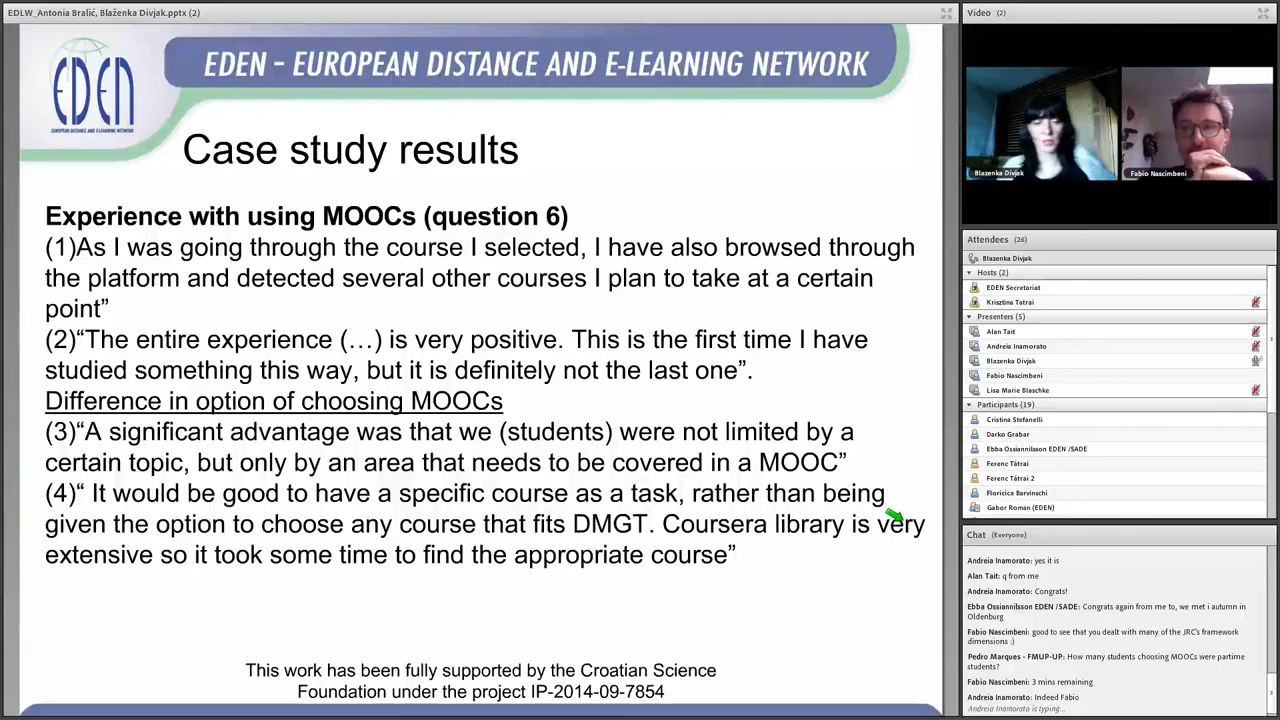 EDLW_Antonia Bralić, Blaženka Divjak.pptx (2)
EDEN
EUROPEAN DISTANCE AND E-LEARNING NETWORK
EDEN – EUROPEAN DISTANCE AND E-LEARNING NETWORK
Case study results
Experience with using MOOCs (question 6)
(1)As I was going through the course I selected, I have also browsed through
the platform and detected several other courses I plan to take at a certain
point”
(2)“The entire experience (…) is very positive. This is the first time I have
studied something this way, but it is definitely not the last one”.
Difference in option of choosing MOOCs
(3)“A significant advantage was that we (students) were not limited by a
certain topic, but only by an area that needs to be covered in a MOOC”
(4)“ It would be good to have a specific course as a task, rather than being
given the option to choose any course that fits DMGT. Coursera library is very
extensive so it took some time to find the appropriate course”
This work has been fully supported by the Croatian Science
Foundation under the project IP-2014-09-7854
Video (2)
Blazenka Divjak
Fabio Nascimbeni
Attendees (26)
Blazenka Divjak
Hosts (2)
EDEN Secretariat
Krisztina Tatrai
Presenters (5)
Alan Tait
Andreia Inamorato
Blazenka Divjak
Fabio Nascimbeni
Lisa Marie Blaschke
Participants (19)
Cristina Stefanelli
Darko Grabar
Ebba Ossiannilsson EDEN /SADE
Ferenc Tátrai
Ferenc Tátrai 2
Floricica Barvinschi
Gabor Roman (EDEN)
Chat (Everyone)
Andreia Inamorato: yes it is
Alan Tait: q from me
Andreia Inamorato: Congrats!
Ebba Ossiannilsson EDEN /SADE: Congrats again from me to, we met i autumn in
Oldenburg
Fabio Nascimbeni: good to see that you dealt with many of the JRC's framework
dimensions :)
Pedro Marques - FMUP-UP: How many students choosing MOOCs were partime
students?
Fabio Nascimbeni: 3 mins remaining
Andreia Inamorato: Indeed Fabio
Andreia Inamorato is typing...